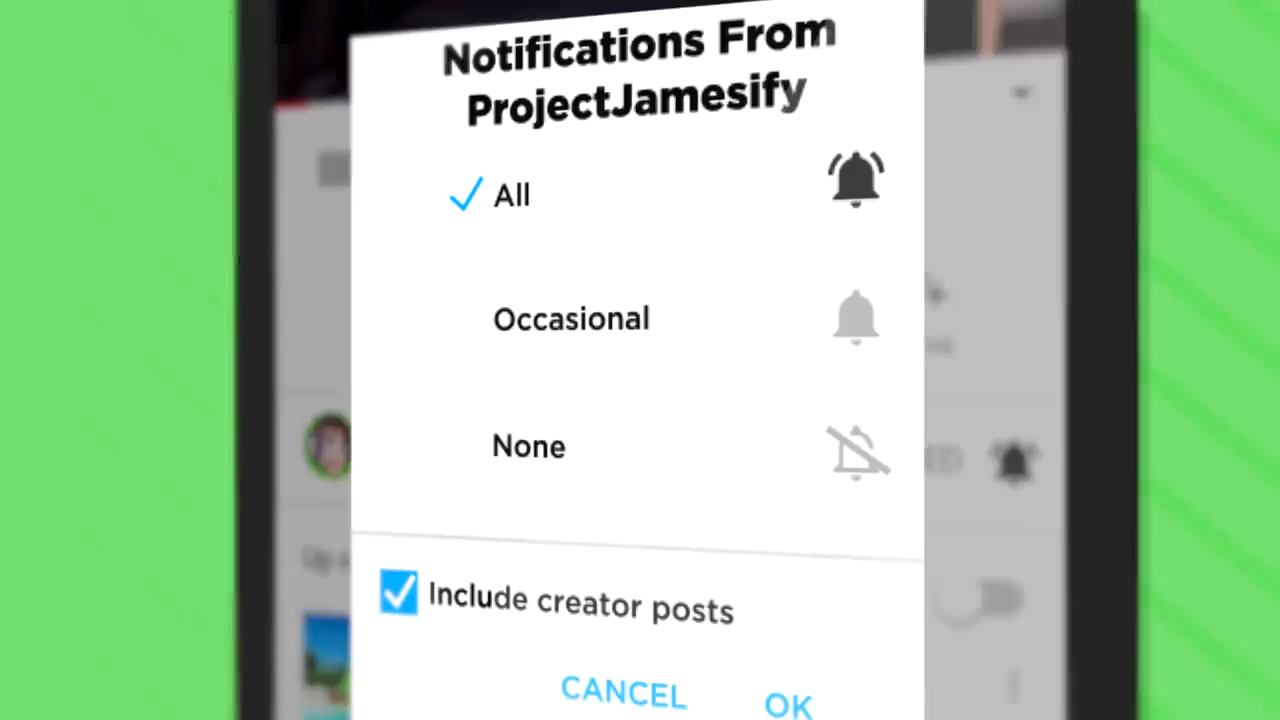 Notifications From
ProjectJamesify
All
Occasional
None
Include creator posts
CANCEL
OK